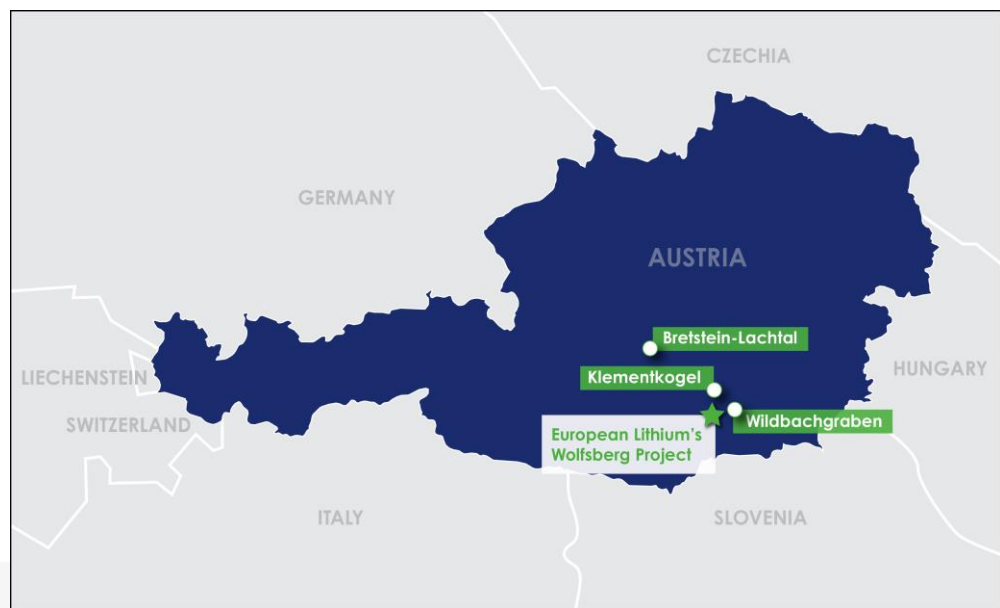 CZECHIA
GERMANY
AUSTRIA
Bretstein-Lachtal
LIECHENSTEIN
HUNGARY
Klementkogel
SWITZERLAND
Wildbachgraben
European Lithium's
Wolfsberg Project
ITALY
SLOVENIA